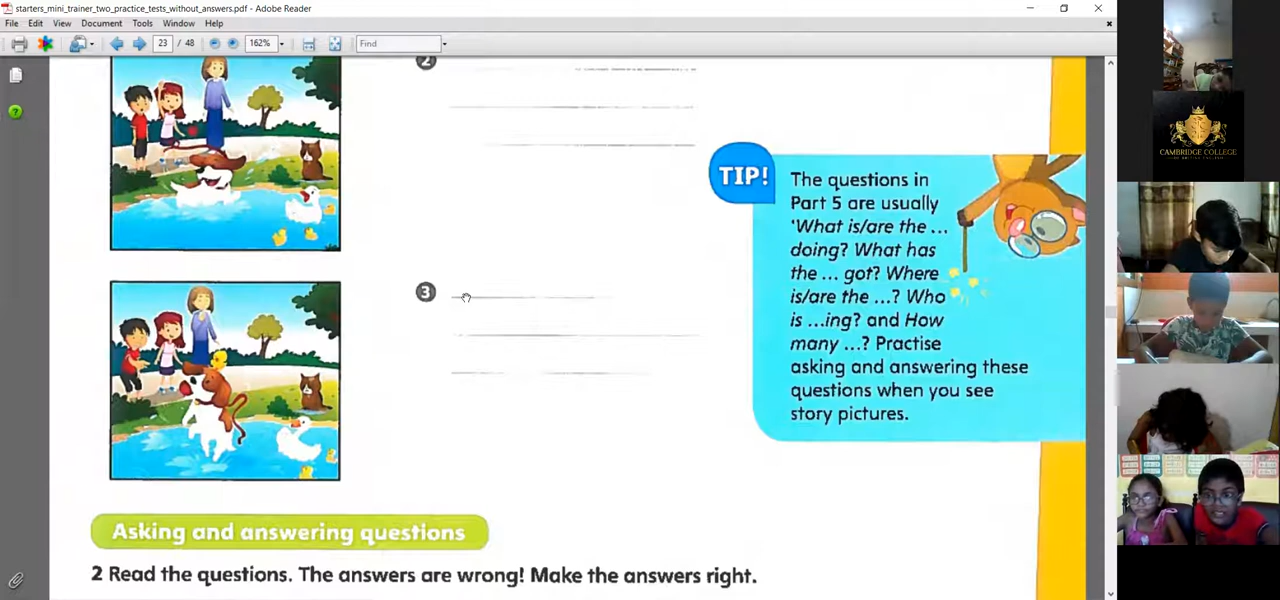 starters_mini_trainer_two_practice_tests_without_answers.pdf - Adobe Reader
File Edit View Document Tools Window Help
23 / 48 162% Find
2
TIP!
The questions in
Part 5 are usually
‘What is/are the ...
doing? What has
the ... got? Where
is/are the ...? Who
is ...ing? and How
many ...? Practise
asking and answering these
questions when you see
story pictures.
3
Asking and answering questions
2 Read the questions. The answers are wrong! Make the answers right.
CAMBRIDGE COLLEGE